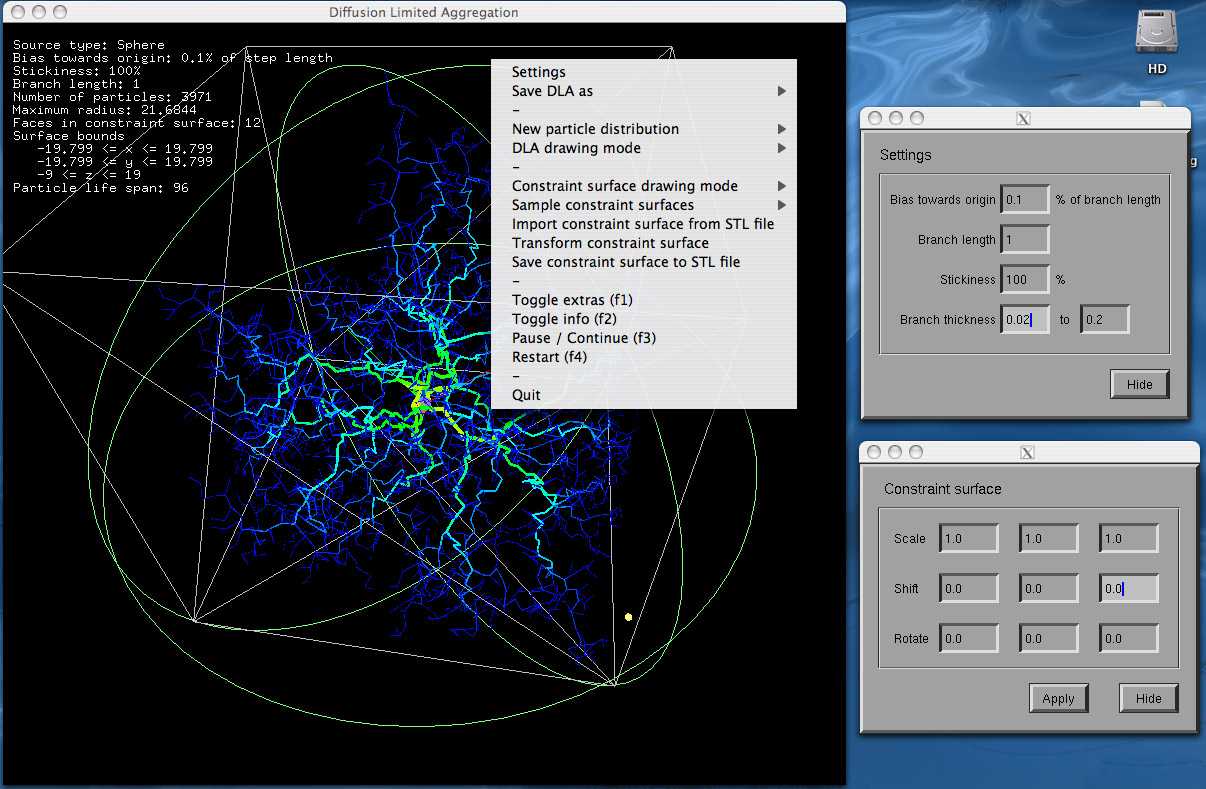 Diffusion Limited Aggregation
Source type: Sphere
Bias towards origin: 0.1% of step length
Stickiness: 100%
Branch length: 1
Number of particles: 3971
Maximum radius: 21.6844
Faces in constraint surface: 12
Surface bounds
-19.799 <= x <= 19.799
-19.799 <= y <= 19.799
-9 <= z <= 19
Particle life span: 96
Settings
Save DLA as
–
New particle distribution
DLA drawing mode
–
Constraint surface drawing mode
Sample constraint surfaces
Import constraint surface from STL file
Transform constraint surface
Save constraint surface to STL file
–
Toggle extras (f1)
Toggle info (f2)
Pause / Continue (f3)
Restart (f4)
–
Quit
HD
g
X
Settings
Bias towards origin 0.1 % of branch length
Branch length 1
Stickiness 100 %
Branch thickness 0.02 to 0.2
Hide
X
Constraint surface
Scale 1.0 1.0 1.0
Shift 0.0 0.0 0.0
Rotate 0.0 0.0 0.0
Apply Hide